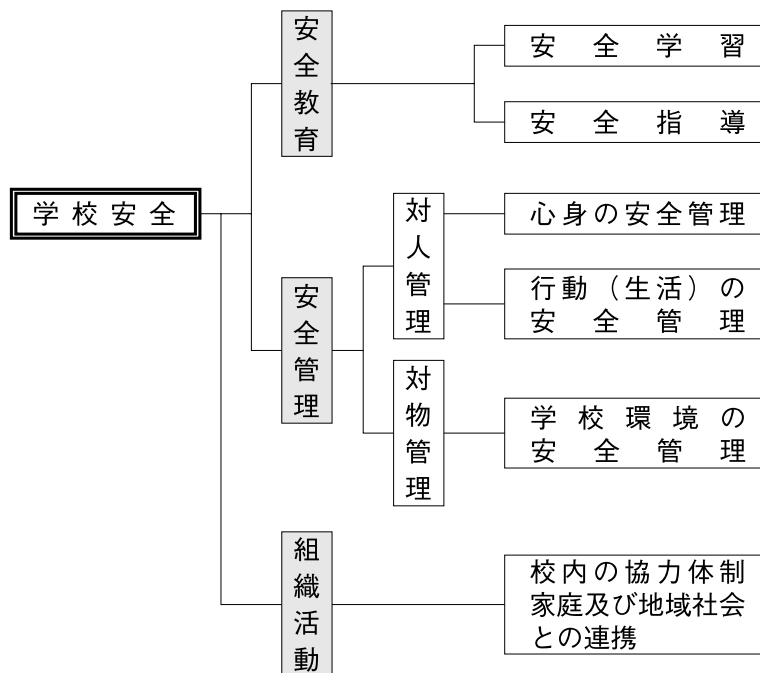 学校安全
安全教育
安全学習
安全指導
安全管理
対人管理
心身の安全管理
行動（生活）の
安全管理
対物管理
学校環境の
安全管理
組織活動
校内の協力体制
家庭及び地域社会
との連携